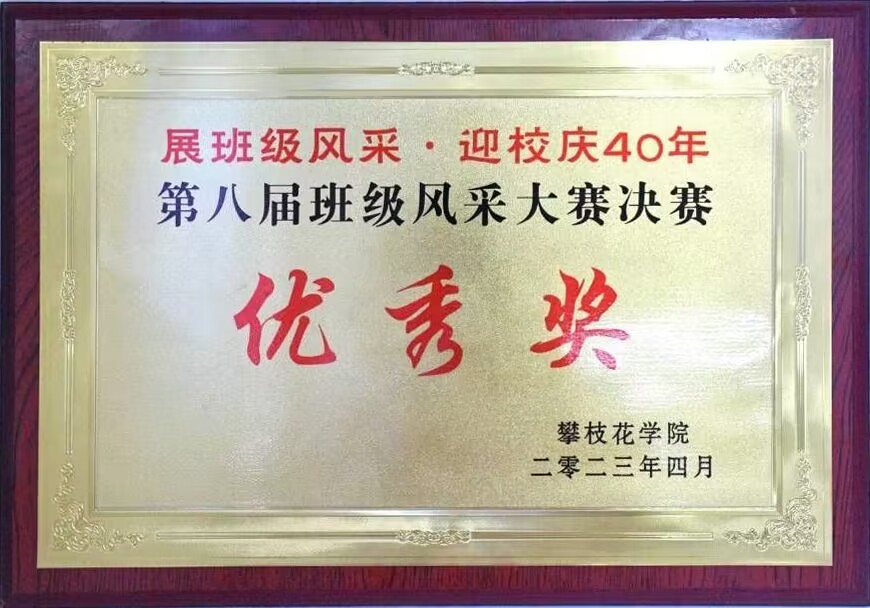 展班级风采·迎校庆40年
第八届班级风采大赛决赛
优秀奖
攀枝花学院
二零二三年四月